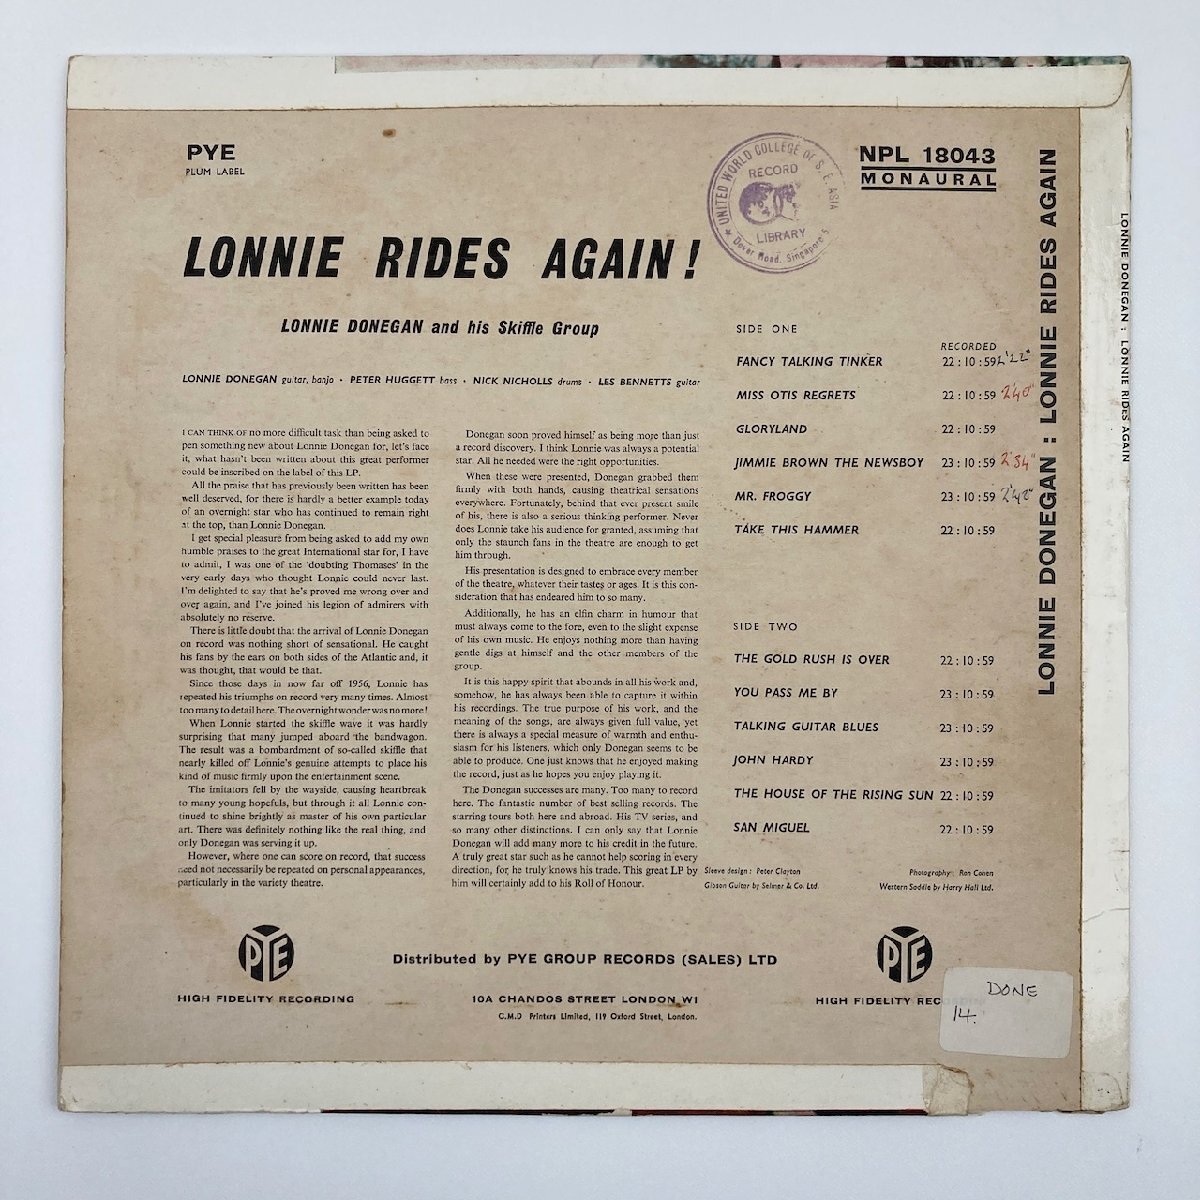 PYE
PLUM LABEL
UNITED WORLD COLLEGE OF S. E. ASIA
RECORD
LIBRARY
Dover Road. Singapore 5
NPL 18043
MONAURAL
LONNIE RIDES AGAIN!
LONNIE DONEGAN and his Skiffle Group
LONNIE DONEGAN guitar, banjo · PETER HUGGETT bass · NICK NICHOLLS drums · LES BENNETTS guitar
I CAN THINK OF no more difficult task than being asked to
pen something new about Lonnie Donegan for, let's face
it, what hasn't been written about this great performer
could be inscribed on the label of this LP.
All the praise that has previously been written has been
well deserved, for there is hardly a better example today
of an overnight star who has continued to remain right
at the top, than Lonnie Donegan.
I get special pleasure from being asked to add my own
humble praises to the great International star for, I have
to admit, I was one of the 'doubting Thomases' in the
very early days who thought Lonnie could never last.
I'm delighted to say that he's proved me wrong over and
over again, and I've joined his legion of admirers with
absolutely no reserve.
There is little doubt that the arrival of Lonnie Donegan
on record was nothing short of sensational. He caught
his fans by the ears on both sides of the Atlantic and, it
was thought, that would be that.
Since those days in now far off 1956, Lonnie has
repeated his triumphs on record very many times. Almost
too many to detail here. The overnight wonder was no more!
When Lonnie started the skiffle wave it was hardly
surprising that many jumped aboard the bandwagon.
The result was a bombardment of so-called skiffle that
nearly killed off Lonnie's genuine attempts to place his
kind of music firmly upon the entertainment scene.
The imitators fell by the wayside, causing heartbreak
to many young hopefuls, but through it all Lonnie con-
tinued to shine brightly as master of his own particular
art. There was definitely nothing like the real thing, and
only Donegan was serving it up.
However, where one can score on record, that success
need not necessarily be repeated on personal appearances,
particularly in the variety theatre.
Donegan soon proved himself as being more than just
a record discovery. I think Lonnie was always a potential
star. All he needed were the right opportunities.
When these were presented, Donegan grabbed them
firmly with both hands, causing theatrical sensations
everywhere. Fortunately, behind that ever present smile
of his, there is also a serious thinking performer. Never
does Lonnie take his audience for granted, assuming that
only the staunch fans in the theatre are enough to get
him through.
His presentation is designed to embrace every member
of the theatre, whatever their tastes or ages. It is this con-
sideration that has endeared him to so many.
Additionally, he has an elfin charm in humour that
must always come to the fore, even to the slight expense
of his own music. He enjoys nothing more than having
gentle digs at himself and the other members of the
group.
It is this happy spirit that abounds in all his work and,
somehow, he has always been able to capture it within
his recordings. The true purpose of his work, and the
meaning of the songs, are always given full value, yet
there is always a special measure of warmth and enthu-
siasm for his listeners, which only Donegan seems to be
able to produce. One just knows that he enjoyed making
the record, just as he hopes you enjoy playing it.
The Donegan successes are many. Too many to record
here. The fantastic number of best selling records. The
starring tours both here and abroad. His TV series, and
so many other distinctions. I can only say that Lonnie
Donegan will add many more to his credit in the future.
A truly great star such as he cannot help scoring in every
direction, for he truly knows his trade. This great LP by
him will certainly add to his Roll of Honour.
SIDE ONE
RECORDED
FANCY TALKING TINKER 22 : 10 : 59 2'22"
MISS OTIS REGRETS 22 : 10 : 59 2'40"
GLORYLAND 22 : 10 : 59
JIMMIE BROWN THE NEWSBOY 23 : 10 : 59 2'34"
MR. FROGGY 23 : 10 : 59 2'42"
TAKE THIS HAMMER 22 : 10 : 59
SIDE TWO
THE GOLD RUSH IS OVER 22 : 10 : 59
YOU PASS ME BY 23 : 10 : 59
TALKING GUITAR BLUES 23 : 10 : 59
JOHN HARDY 23 : 10 : 59
THE HOUSE OF THE RISING SUN 22 : 10 : 59
SAN MIGUEL 22 : 10 : 59
Sleeve design : Peter Clayton
Photography: Ron Cohen
Gibson Guitar by Selmer & Co. Ltd.
Western Saddle by Harry Hall Ltd.
LONNIE DONEGAN : LONNIE RIDES AGAIN
LONNIE DONEGAN : LONNIE RIDES AGAIN
PYE
HIGH FIDELITY RECORDING
Distributed by PYE GROUP RECORDS (SALES) LTD
10A CHANDOS STREET LONDON W1
C.M.D Printers Limited, 119 Oxford Street, London.
PYE
HIGH FIDELITY REC
DONE
14.